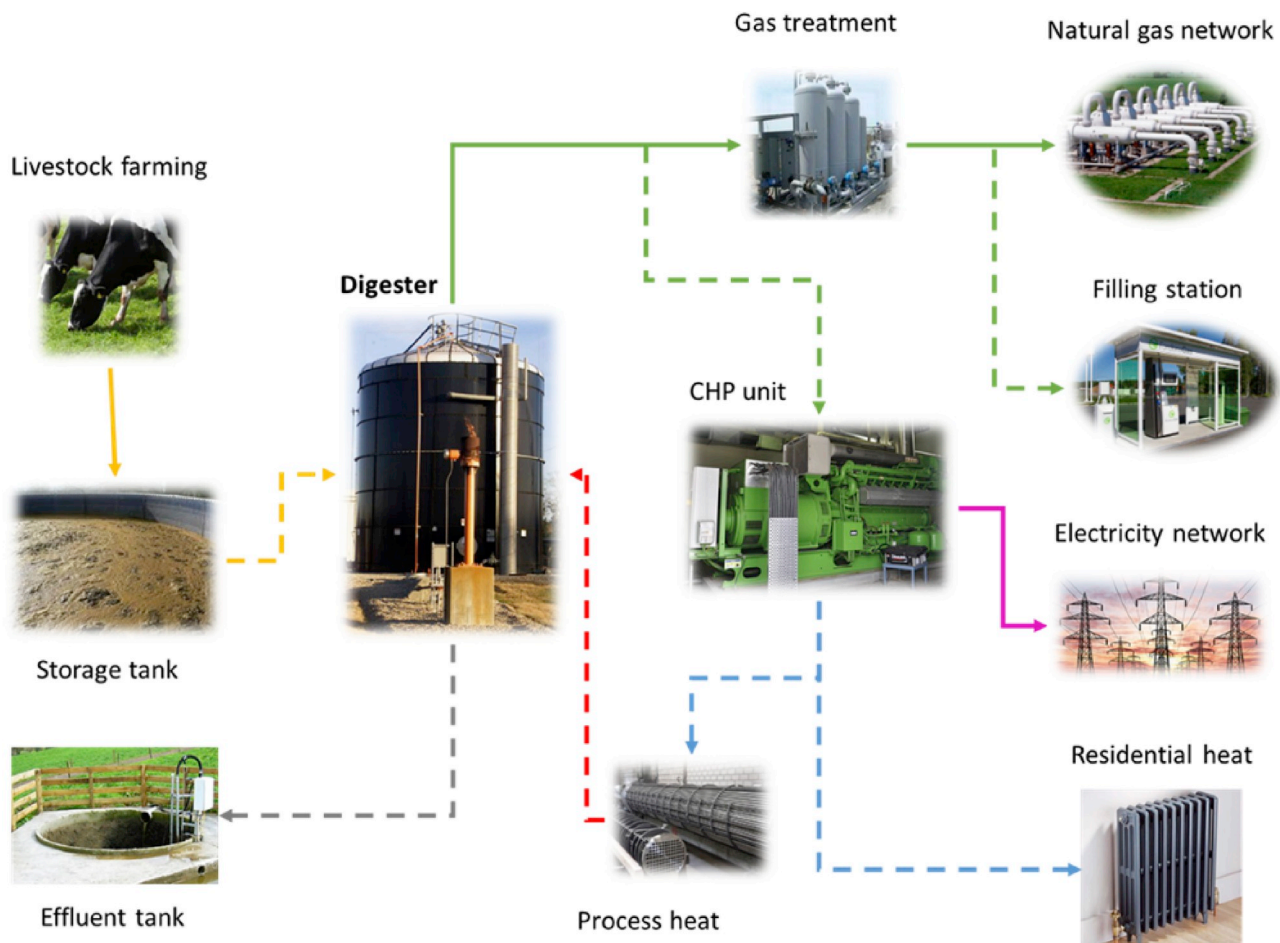 Gas treatment
Natural gas network
Livestock farming
Digester
Filling station
CHP unit
Electricity network
Storage tank
Residential heat
Effluent tank
Process heat